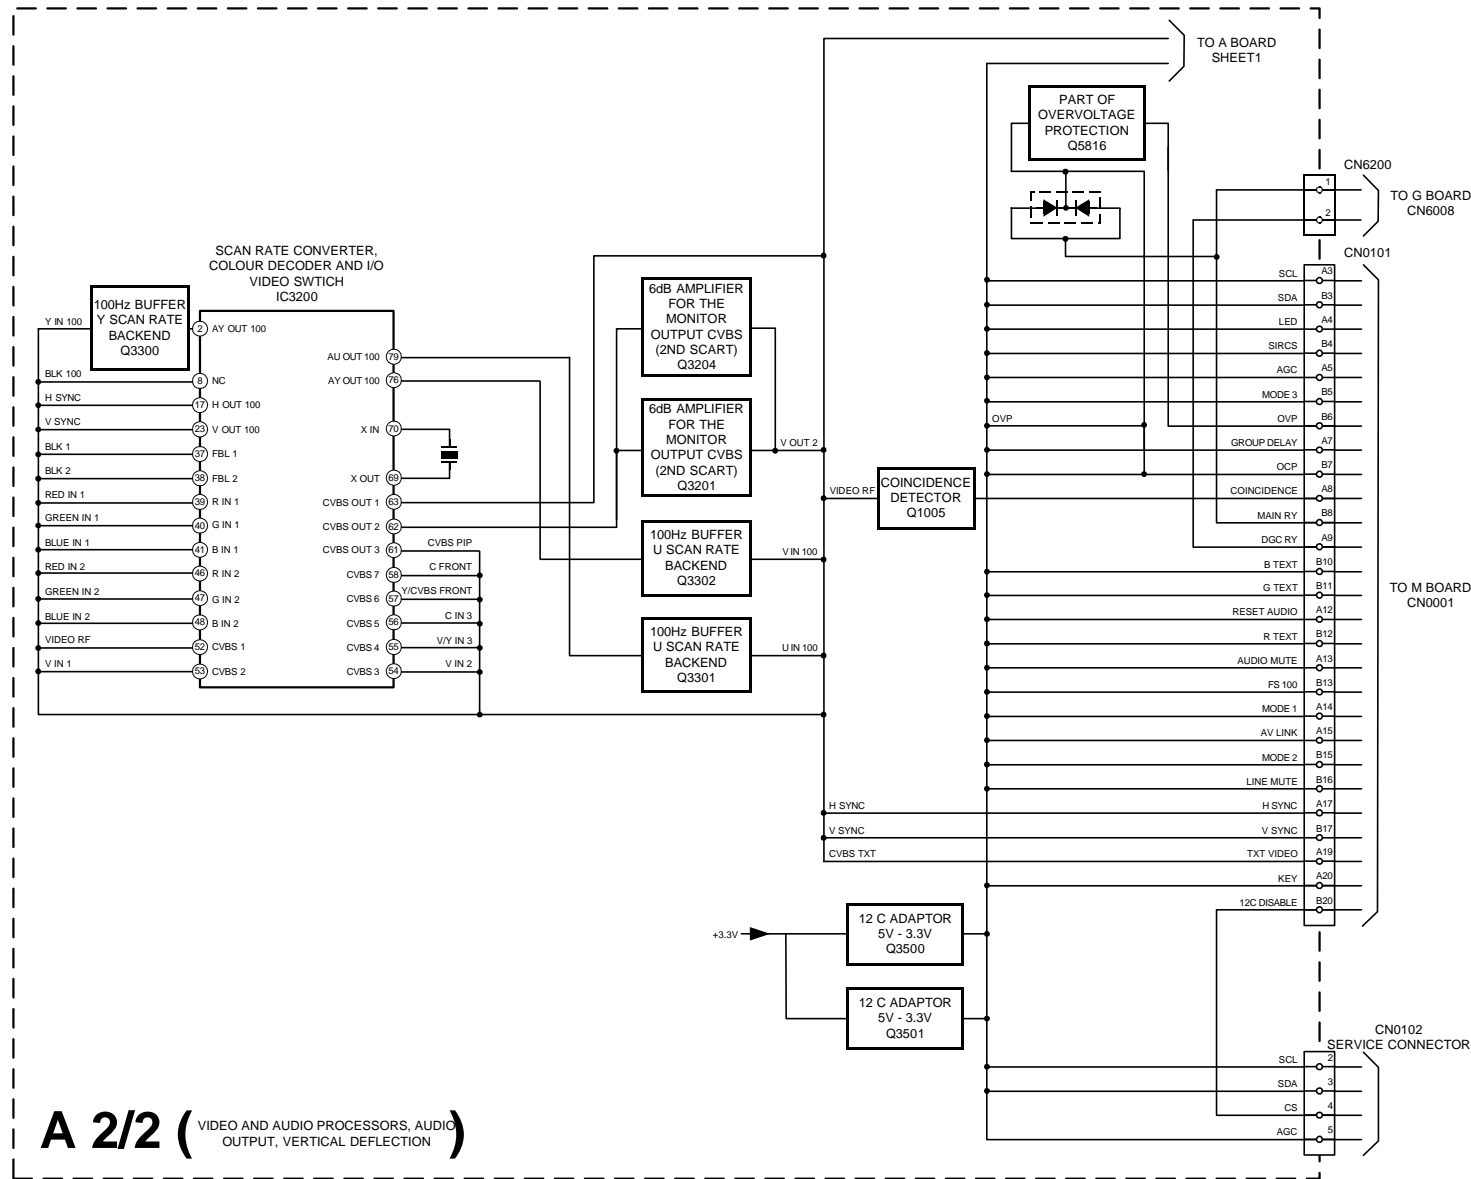 TO A BOARD
SHEET1
PART OF
OVERVOLTAGE
PROTECTION
Q5816
CN6200
1
2
TO G BOARD
CN6008
SCAN RATE CONVERTER,
COLOUR DECODER AND I/O
VIDEO SWTICH
IC3200
100Hz BUFFER
Y SCAN RATE
BACKEND
Q3300
Y IN 100
BLK 100
H SYNC
V SYNC
BLK 1
BLK 2
RED IN 1
GREEN IN 1
BLUE IN 1
RED IN 2
GREEN IN 2
BLUE IN 2
VIDEO RF
V IN 1
2 AY OUT 100
8 NC
17 H OUT 100
23 V OUT 100
37 FBL 1
38 FBL 2
39 R IN 1
40 G IN 1
41 B IN 1
46 R IN 2
47 G IN 2
48 B IN 2
52 CVBS 1
53 CVBS 2
AU OUT 100 79
AY OUT 100 76
X IN 70
X OUT 69
CVBS OUT 1 63
CVBS OUT 2 62
CVBS OUT 3 61 CVBS PIP
CVBS 7 58 C FRONT
CVBS 6 57 Y/CVBS FRONT
CVBS 5 56 C IN 3
CVBS 4 55 V/Y IN 3
CVBS 3 54 V IN 2
6dB AMPLIFIER
FOR THE
MONITOR
OUTPUT CVBS
(2ND SCART)
Q3204
6dB AMPLIFIER
FOR THE
MONITOR
OUTPUT CVBS
(2ND SCART)
Q3201
V OUT 2
100Hz BUFFER
U SCAN RATE
BACKEND
Q3302
V IN 100
100Hz BUFFER
U SCAN RATE
BACKEND
Q3301
U IN 100
VIDEO RF
COINCIDENCE
DETECTOR
Q1005
OVP
H SYNC
V SYNC
CVBS TXT
CN0101
SCL A3
SDA B3
LED A4
SIRCS B4
AGC A5
MODE 3 B5
OVP B6
GROUP DELAY A7
OCP B7
COINCIDENCE A8
MAIN RY B8
DGC RY A9
B TEXT B10
G TEXT B11
RESET AUDIO A12
R TEXT B12
AUDIO MUTE A13
FS 100 B13
MODE 1 A14
AV LINK A15
MODE 2 B15
LINE MUTE B16
H SYNC A17
V SYNC B17
TXT VIDEO A19
KEY A20
12C DISABLE B20
TO M BOARD
CN0001
+3.3V
12 C ADAPTOR
5V - 3.3V
Q3500
12 C ADAPTOR
5V - 3.3V
Q3501
CN0102
SERVICE CONNECTOR
SCL 2
SDA 3
CS 4
AGC 5
A 2/2 ( VIDEO AND AUDIO PROCESSORS, AUDIO
OUTPUT, VERTICAL DEFLECTION )